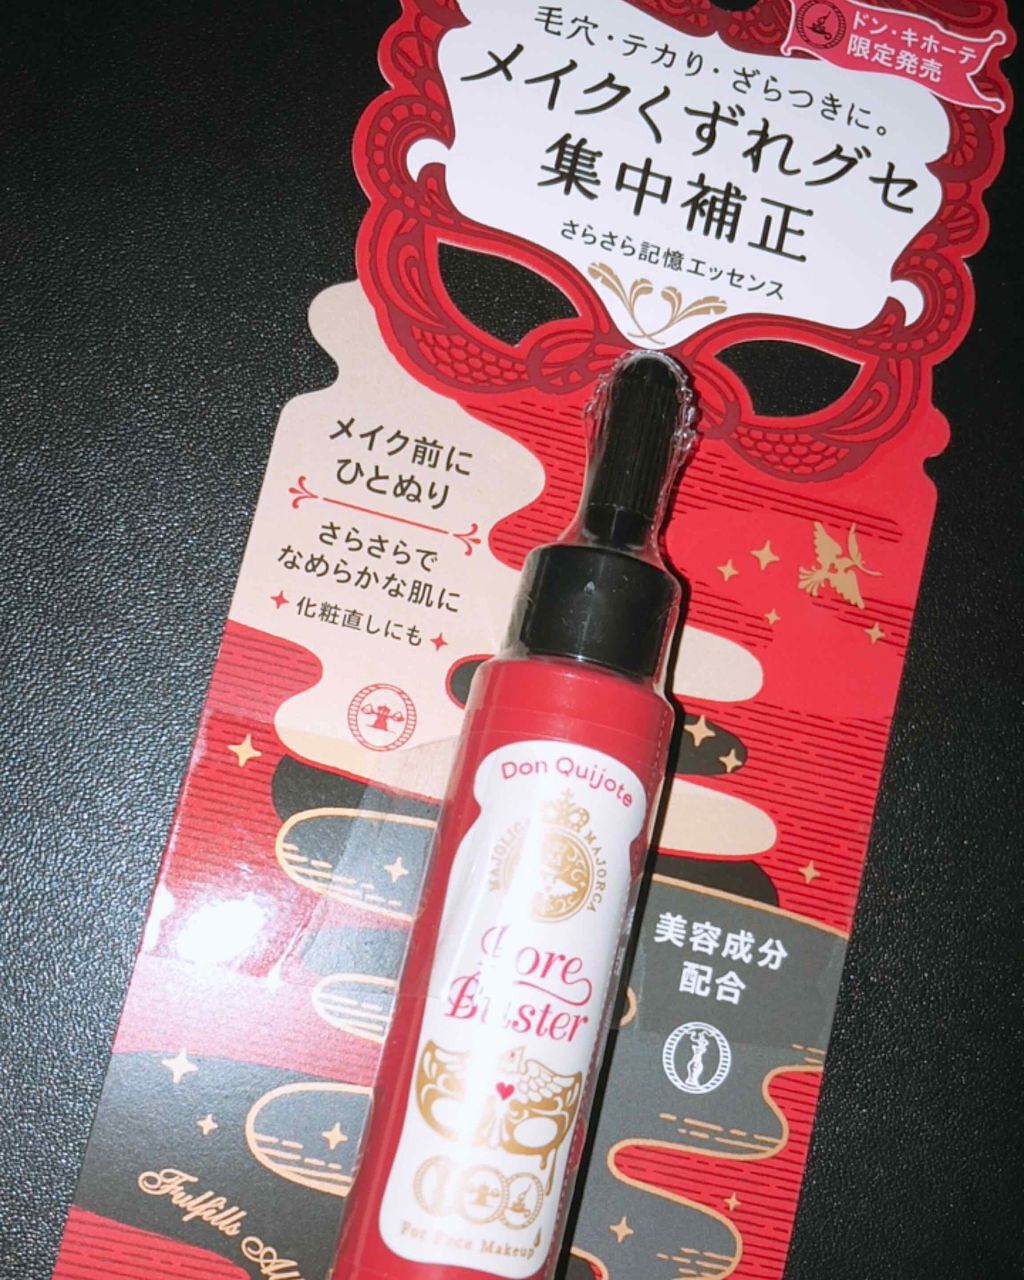 ドン・キホーテ
限定発売
毛穴・テカリ・ざらつきに。
メイクくずれグセ
集中補正
さらさら記憶エッセンス
メイク前に
ひとぬり
さらさらで
なめらかな肌に
化粧直しにも
Don Quijote
MAJOLICA MAJORCA
Pore
Buster
For Face Makeup
美容成分
配合
Fulfills